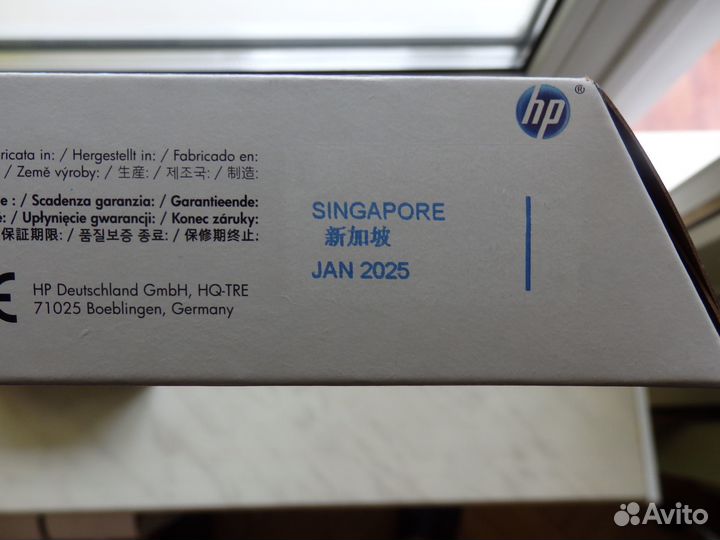 hp®
ricata in: / Hergestellt in: / Fabricado en:
/ Země výroby: / 生産: / 제조국: / 制造:
e : / Scadenza garanzia: / Garantieende:
: / Upłynięcie gwarancji: / Konec záruky:
保証期限: / 품질보증 종료: / 保修期终止:
SINGAPORE
新加坡
JAN 2025
HP Deutschland GmbH, HQ-TRE
71025 Boeblingen, Germany
CE
Avito